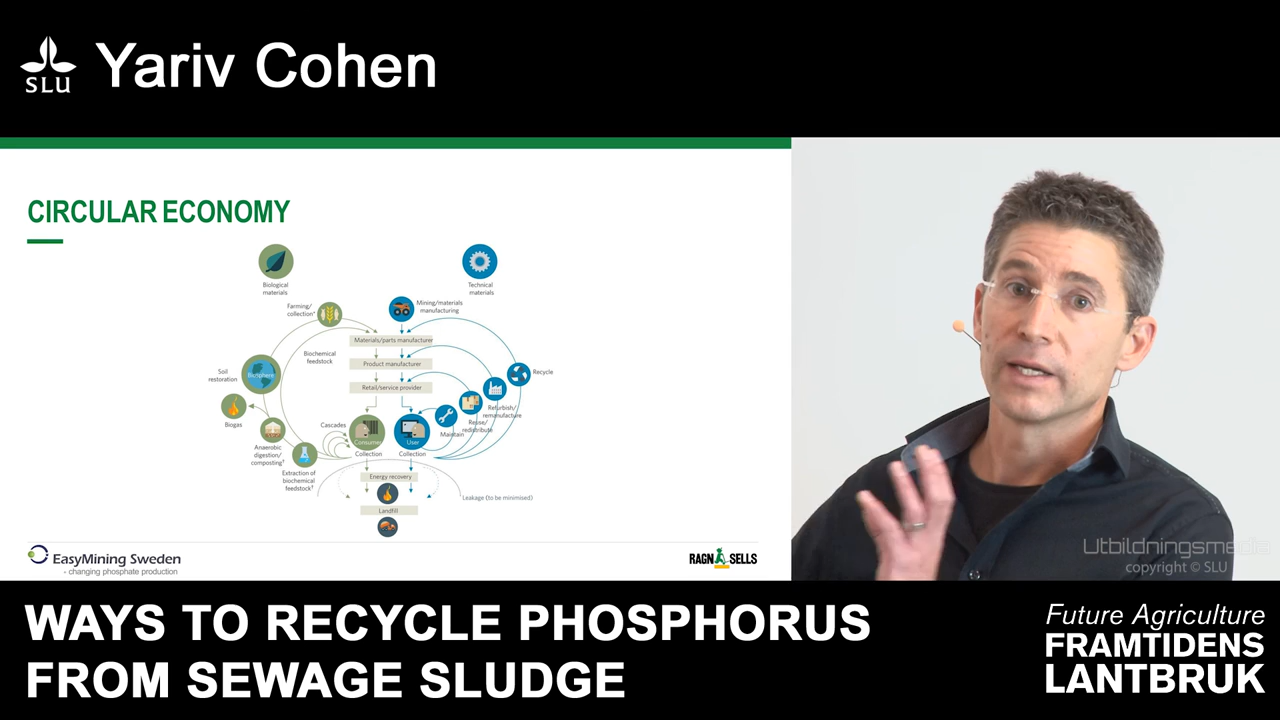 SLU
Yariv Cohen
CIRCULAR ECONOMY
Biological
materials
Technical
materials
Farming/
collection*
Mining/materials
manufacturing
Materials/parts manufacturer
Biochemical
feedstock
Product manufacturer
Retail/service provider
Soil
restoration
Biosphere
Recycle
Refurbish/
remanufacture
Reuse/
redistribute
Maintain
Biogas
Cascades
Anaerobic
digestion/
composting†
Consumer
User
Collection
Collection
Extraction of
biochemical
feedstock†
Energy recovery
Leakage (to be minimised)
Landfill
EasyMining Sweden
- changing phosphate production
RAGN SELLS
Utbildningsmedia
copyright © SLU
WAYS TO RECYCLE PHOSPHORUS
FROM SEWAGE SLUDGE
Future Agriculture
FRAMTIDENS
LANTBRUK